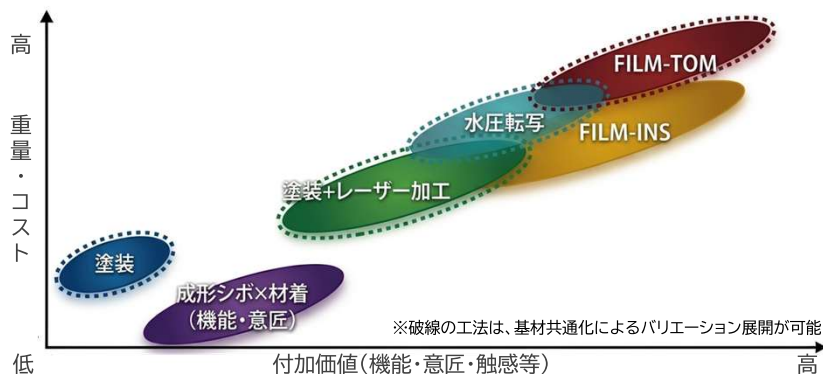 高
重量・コスト
低
FILM-TOM
水圧転写
FILM-INS
塗装+レーザー加工
塗装
成形シボ×材着
（機能・意匠）
※破線の工法は、基材共通化によるバリエーション展開が可能
付加価値（機能・意匠・触感等）
高